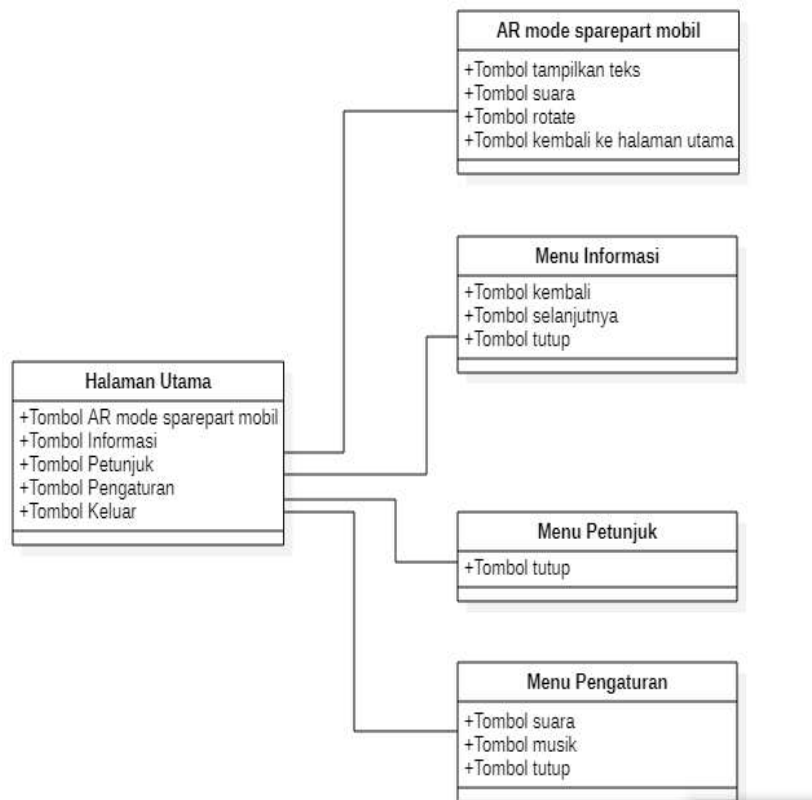 AR mode sparepart mobil
+Tombol tampilkan teks
+Tombol suara
+Tombol rotate
+Tombol kembali ke halaman utama
Menu Informasi
+Tombol kembali
+Tombol selanjutnya
+Tombol tutup
Halaman Utama
+Tombol AR mode sparepart mobil
+Tombol Informasi
+Tombol Petunjuk
+Tombol Pengaturan
+Tombol Keluar
Menu Petunjuk
+Tombol tutup
Menu Pengaturan
+Tombol suara
+Tombol musik
+Tombol tutup